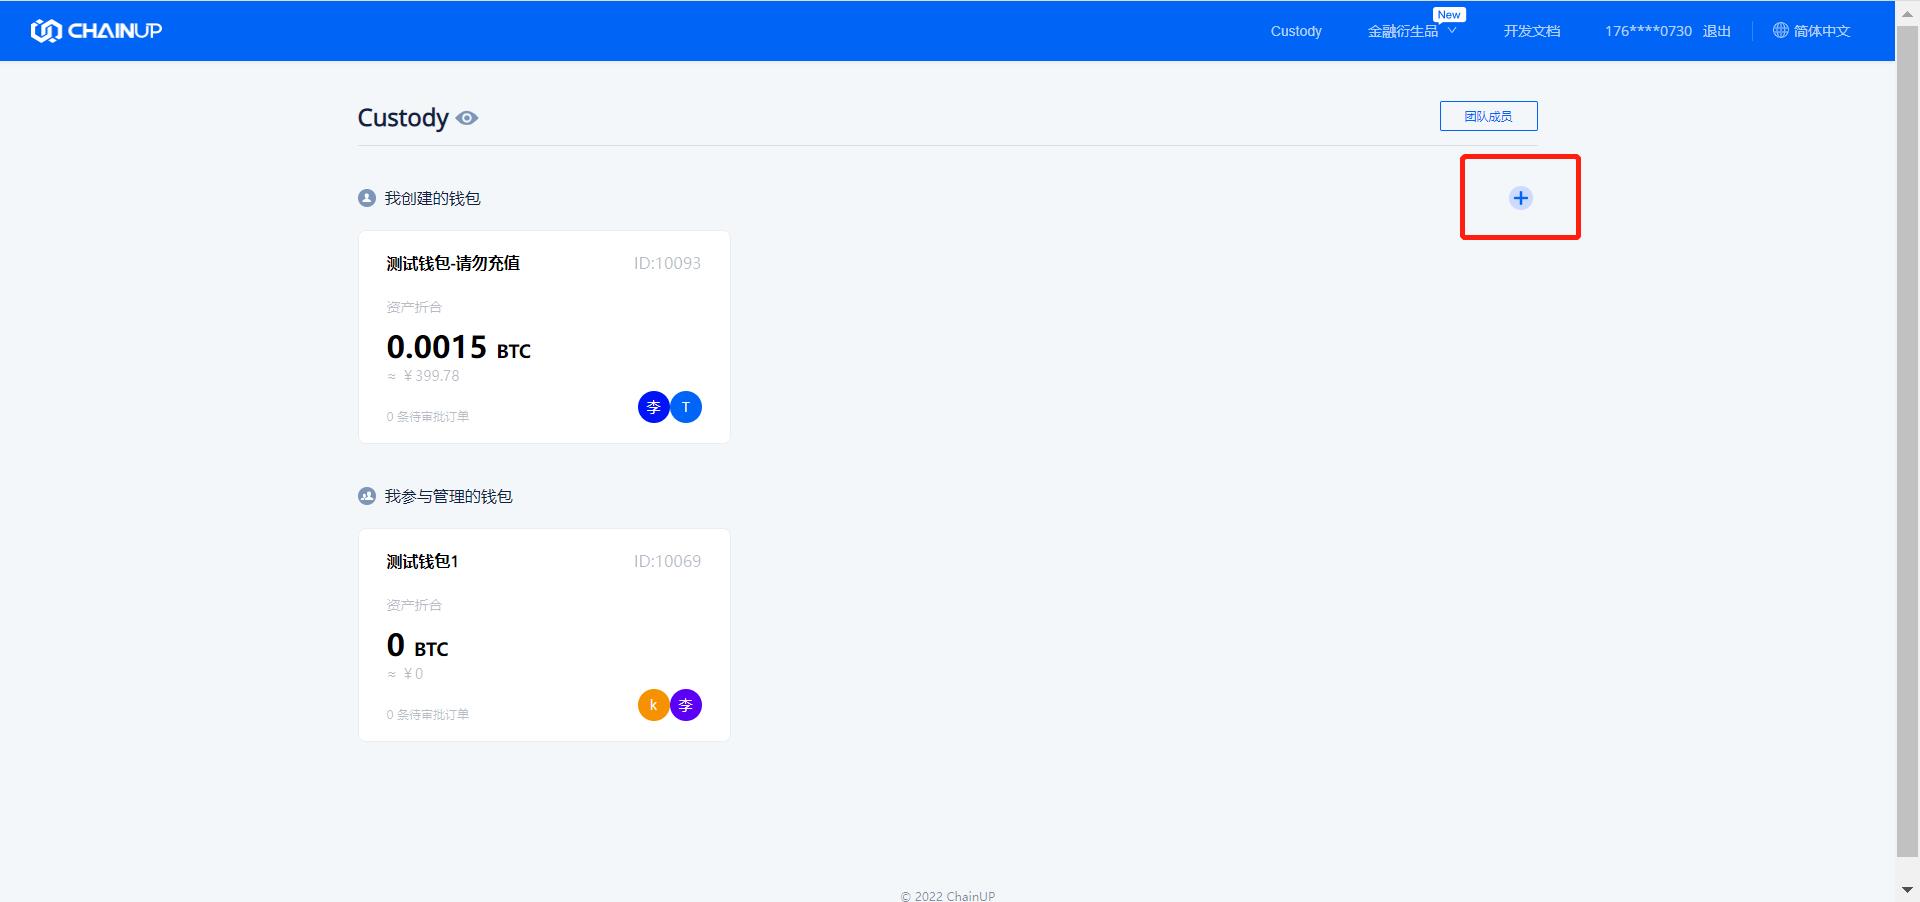 CHAINUP
Custody
金融衍生品
New
开发文档
176****0730 退出
简体中文
Custody
团队成员
我创建的钱包
测试钱包-请勿充值
ID:10093
资产折合
0.0015 BTC
≈ ￥399.78
0 条待审批订单
李
T
我参与管理的钱包
测试钱包1
ID:10069
资产折合
0 BTC
≈ ￥0
0 条待审批订单
k
李
© 2022 ChainUP